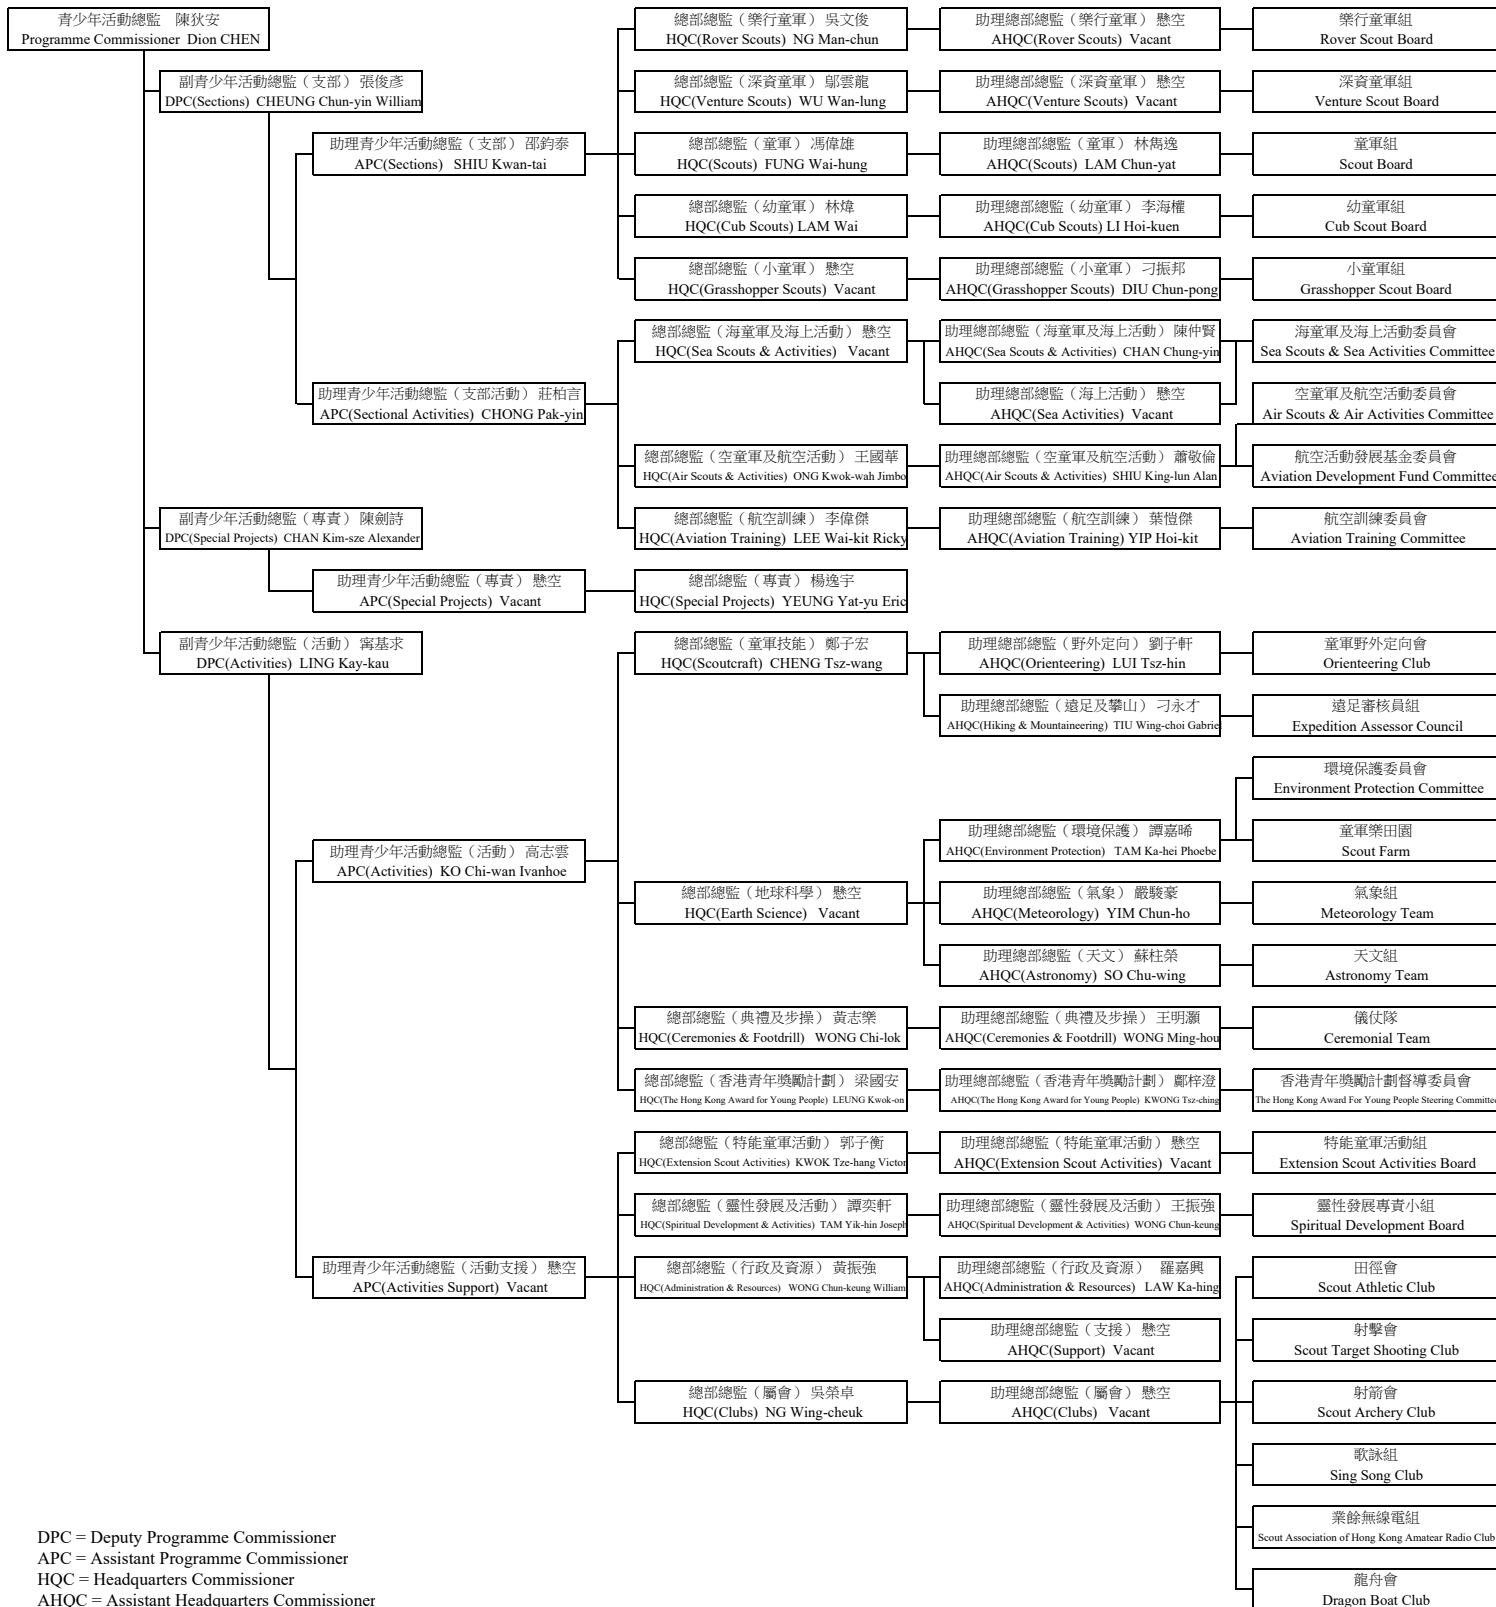 青少年活動總監 陳狄安
Programme Commissioner Dion CHEN
副青少年活動總監（支部） 張俊彥
DPC(Sections) CHEUNG Chun-yin William
助理青少年活動總監（支部） 邵鈞泰
APC(Sections) SHIU Kwan-tai
總部總監（樂行童軍） 吳文俊
HQC(Rover Scouts) NG Man-chun
助理總部總監（樂行童軍） 懸空
AHQC(Rover Scouts) Vacant
樂行童軍組
Rover Scout Board
總部總監（深資童軍） 鄔雲龍
HQC(Venture Scouts) WU Wan-lung
助理總部總監（深資童軍） 懸空
AHQC(Venture Scouts) Vacant
深資童軍組
Venture Scout Board
總部總監（童軍） 馮偉雄
HQC(Scouts) FUNG Wai-hung
助理總部總監（童軍） 林雋逸
AHQC(Scouts) LAM Chun-yat
童軍組
Scout Board
總部總監（幼童軍） 林煒
HQC(Cub Scouts) LAM Wai
助理總部總監（幼童軍） 李海權
AHQC(Cub Scouts) LI Hoi-kuen
幼童軍組
Cub Scout Board
總部總監（小童軍） 懸空
HQC(Grasshopper Scouts) Vacant
助理總部總監（小童軍） 刁振邦
AHQC(Grasshopper Scouts) DIU Chun-pong
小童軍組
Grasshopper Scout Board
助理青少年活動總監（支部活動） 莊柏言
APC(Sectional Activities) CHONG Pak-yin
總部總監（海童軍及海上活動） 懸空
HQC(Sea Scouts & Activities) Vacant
助理總部總監（海童軍及海上活動） 陳仲賢
AHQC(Sea Scouts & Activities) CHAN Chung-yin
海童軍及海上活動委員會
Sea Scouts & Sea Activities Committee
助理總部總監（海上活動） 懸空
AHQC(Sea Activities) Vacant
空童軍及航空活動委員會
Air Scouts & Air Activities Committee
總部總監（空童軍及航空活動） 王國華
HQC(Air Scouts & Activities) ONG Kwok-wah Jimbo
助理總部總監（空童軍及航空活動） 蕭敬倫
AHQC(Air Scouts & Activities) SHIU King-lun Alan
航空活動發展基金委員會
Aviation Development Fund Committee
總部總監（航空訓練） 李偉傑
HQC(Aviation Training) LEE Wai-kit Ricky
助理總部總監（航空訓練） 葉愷傑
AHQC(Aviation Training) YIP Hoi-kit
航空訓練委員會
Aviation Training Committee
副青少年活動總監（專責） 陳劍詩
DPC(Special Projects) CHAN Kim-sze Alexander
助理青少年活動總監（專責） 懸空
APC(Special Projects) Vacant
總部總監（專責） 楊逸宇
HQC(Special Projects) YEUNG Yat-yu Eric
副青少年活動總監（活動） 寗基求
DPC(Activities) LING Kay-kau
助理青少年活動總監（活動） 高志雲
APC(Activities) KO Chi-wan Ivanhoe
總部總監（童軍技能） 鄭子宏
HQC(Scoutcraft) CHENG Tsz-wang
助理總部總監（野外定向） 劉子軒
AHQC(Orienteering) LUI Tsz-hin
童軍野外定向會
Orienteering Club
助理總部總監（遠足及攀山） 刁永才
AHQC(Hiking & Mountaineering) TIU Wing-choi Gabriel
遠足審核員組
Expedition Assessor Council
環境保護委員會
Environment Protection Committee
助理總部總監（環境保護） 譚嘉晞
AHQC(Environment Protection) TAM Ka-hei Phoebe
童軍樂田園
Scout Farm
總部總監（地球科學） 懸空
HQC(Earth Science) Vacant
助理總部總監（氣象） 嚴駿豪
AHQC(Meteorology) YIM Chun-ho
氣象組
Meteorology Team
助理總部總監（天文） 蘇柱榮
AHQC(Astronomy) SO Chu-wing
天文組
Astronomy Team
總部總監（典禮及步操） 黃志樂
HQC(Ceremonies & Footdrill) WONG Chi-lok
助理總部總監（典禮及步操） 王明灝
AHQC(Ceremonies & Footdrill) WONG Ming-hou
儀仗隊
Ceremonial Team
總部總監（香港青年獎勵計劃） 梁國安
HQC(The Hong Kong Award for Young People) LEUNG Kwok-on
助理總部總監（香港青年獎勵計劃） 鄺梓澄
AHQC(The Hong Kong Award for Young People) KWONG Tsz-ching
香港青年獎勵計劃督導委員會
The Hong Kong Award For Young People Steering Committee
助理青少年活動總監（活動支援） 懸空
APC(Activities Support) Vacant
總部總監（特能童軍活動） 郭子衡
HQC(Extension Scout Activities) KWOK Tze-hang Victor
助理總部總監（特能童軍活動） 懸空
AHQC(Extension Scout Activities) Vacant
特能童軍活動組
Extension Scout Activities Board
總部總監（靈性發展及活動） 譚奕軒
HQC(Spiritual Development & Activities) TAM Yik-hin Joseph
助理總部總監（靈性發展及活動） 王振強
AHQC(Spiritual Development & Activities) WONG Chun-keung
靈性發展專責小組
Spiritual Development Board
總部總監（行政及資源） 黃振強
HQC(Administration & Resources) WONG Chun-keung William
助理總部總監（行政及資源） 羅嘉興
AHQC(Administration & Resources) LAW Ka-hing
田徑會
Scout Athletic Club
助理總部總監（支援） 懸空
AHQC(Support) Vacant
射擊會
Scout Target Shooting Club
總部總監（屬會） 吳榮卓
HQC(Clubs) NG Wing-cheuk
助理總部總監（屬會） 懸空
AHQC(Clubs) Vacant
射箭會
Scout Archery Club
歌詠組
Sing Song Club
業餘無線電組
Scout Association of Hong Kong Amatear Radio Club
龍舟會
Dragon Boat Club
DPC = Deputy Programme Commissioner
APC = Assistant Programme Commissioner
HQC = Headquarters Commissioner
AHQC = Assistant Headquarters Commissioner